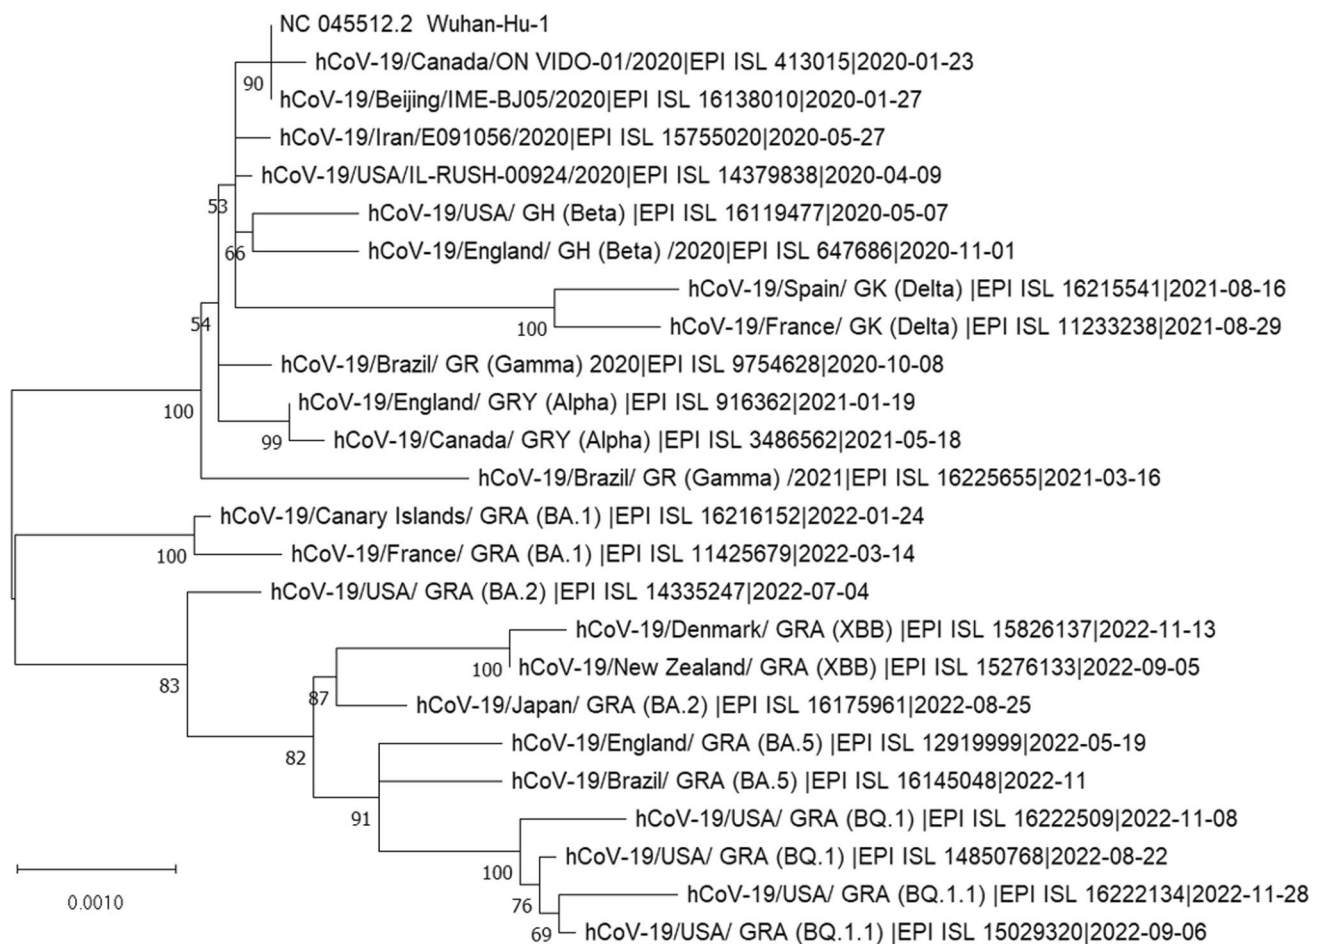 NC 045512.2 Wuhan-Hu-1
hCoV-19/Canada/ON VIDO-01/2020|EPI ISL 413015|2020-01-23
90
hCoV-19/Beijing/IME-BJ05/2020|EPI ISL 16138010|2020-01-27
hCoV-19/Iran/E091056/2020|EPI ISL 15755020|2020-05-27
hCoV-19/USA/IL-RUSH-00924/2020|EPI ISL 14379838|2020-04-09
53
hCoV-19/USA/ GH (Beta) |EPI ISL 16119477|2020-05-07
66
hCoV-19/England/ GH (Beta) /2020|EPI ISL 647686|2020-11-01
hCoV-19/Spain/ GK (Delta) |EPI ISL 16215541|2021-08-16
54
100
hCoV-19/France/ GK (Delta) |EPI ISL 11233238|2021-08-29
hCoV-19/Brazil/ GR (Gamma) 2020|EPI ISL 9754628|2020-10-08
hCoV-19/England/ GRY (Alpha) |EPI ISL 916362|2021-01-19
100
99
hCoV-19/Canada/ GRY (Alpha) |EPI ISL 3486562|2021-05-18
hCoV-19/Brazil/ GR (Gamma) /2021|EPI ISL 16225655|2021-03-16
hCoV-19/Canary Islands/ GRA (BA.1) |EPI ISL 16216152|2022-01-24
100
hCoV-19/France/ GRA (BA.1) |EPI ISL 11425679|2022-03-14
hCoV-19/USA/ GRA (BA.2) |EPI ISL 14335247|2022-07-04
hCoV-19/Denmark/ GRA (XBB) |EPI ISL 15826137|2022-11-13
100
hCoV-19/New Zealand/ GRA (XBB) |EPI ISL 15276133|2022-09-05
83
87
hCoV-19/Japan/ GRA (BA.2) |EPI ISL 16175961|2022-08-25
hCoV-19/England/ GRA (BA.5) |EPI ISL 12919999|2022-05-19
82
hCoV-19/Brazil/ GRA (BA.5) |EPI ISL 16145048|2022-11
91
hCoV-19/USA/ GRA (BQ.1) |EPI ISL 16222509|2022-11-08
hCoV-19/USA/ GRA (BQ.1) |EPI ISL 14850768|2022-08-22
100
hCoV-19/USA/ GRA (BQ.1.1) |EPI ISL 16222134|2022-11-28
76
hCoV-19/USA/ GRA (BQ.1.1) |EPI ISL 15029320|2022-09-06
69
0.0010